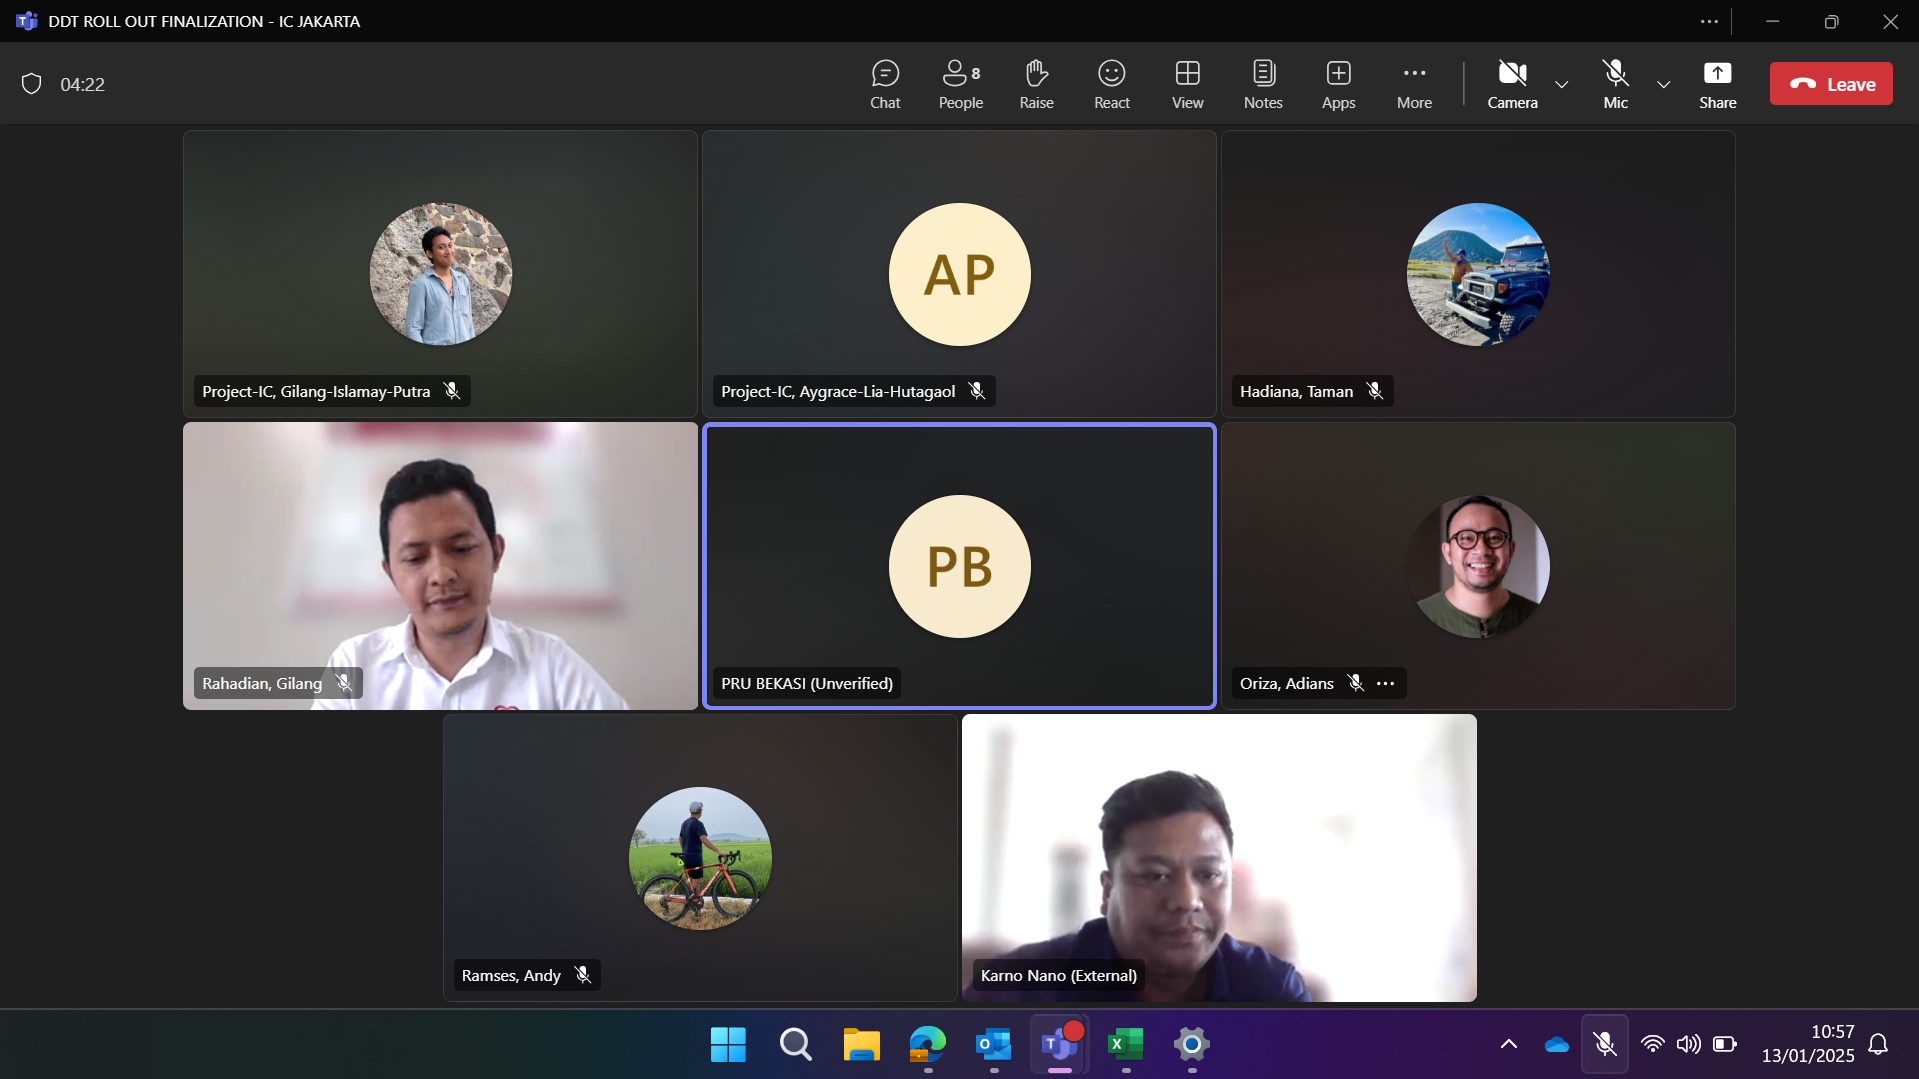 DDT ROLL OUT FINALIZATION - IC JAKARTA
04:22
Chat
8
People
Raise
React
View
Notes
Apps
More
Camera
Mic
Share
Leave
Project-IC, Gilang-Islamay-Putra
AP
Project-IC, Aygrace-Lia-Hutagaol
Hadiana, Taman
Rahadian, Gilang
PB
PRU BEKASI (Unverified)
Oriza, Adians
Ramses, Andy
Karno Nano (External)
10:57
13/01/2025